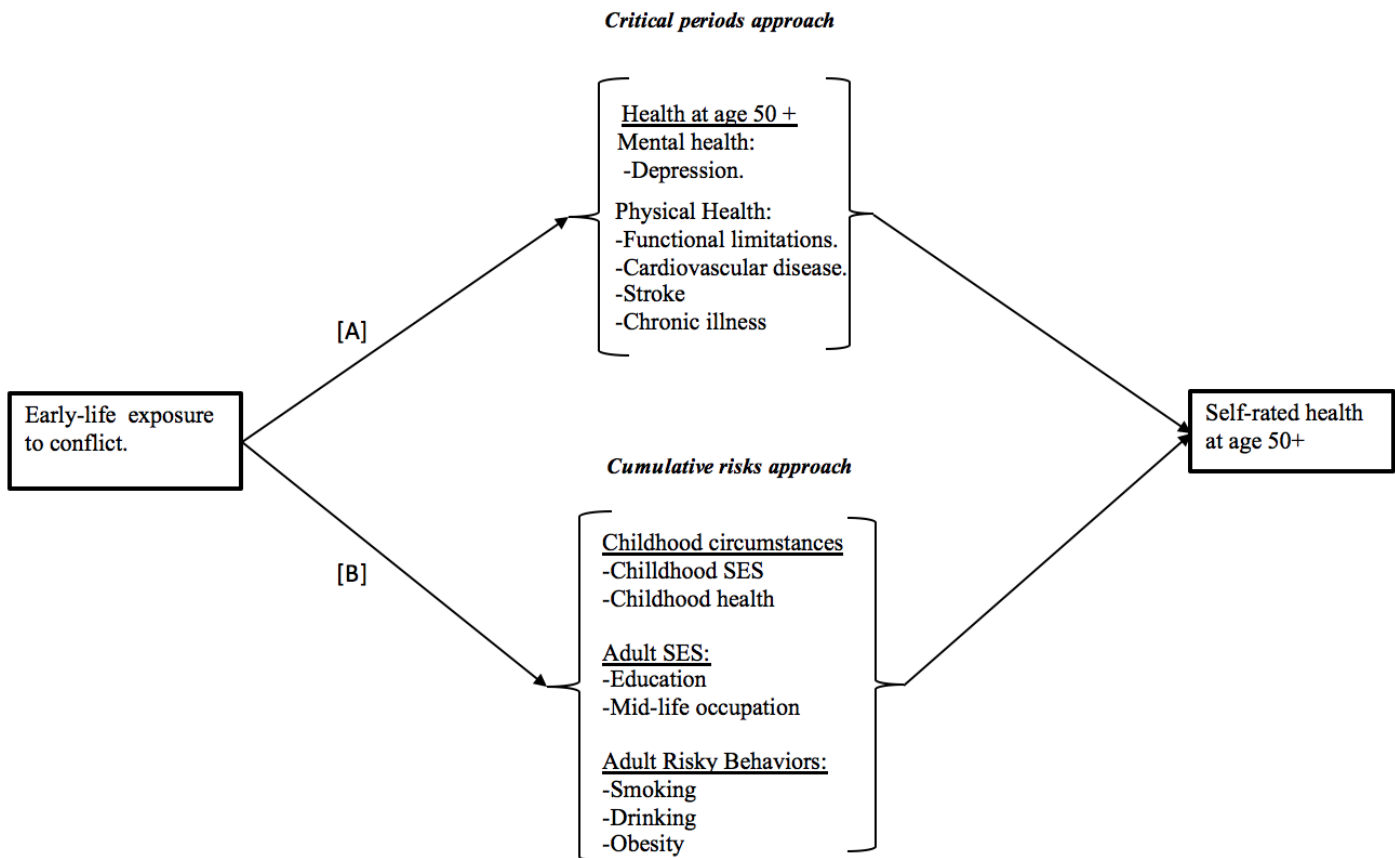 Critical periods approach
Health at age 50 +
Mental health:
-Depression.
Physical Health:
-Functional limitations.
-Cardiovascular disease.
-Stroke
-Chronic illness
[A]
Early-life exposure
to conflict.
Self-rated health
at age 50+
Cumulative risks approach
[B]
Childhood circumstances
-Chilldhood SES
-Childhood health
Adult SES:
-Education
-Mid-life occupation
Adult Risky Behaviors:
-Smoking
-Drinking
-Obesity